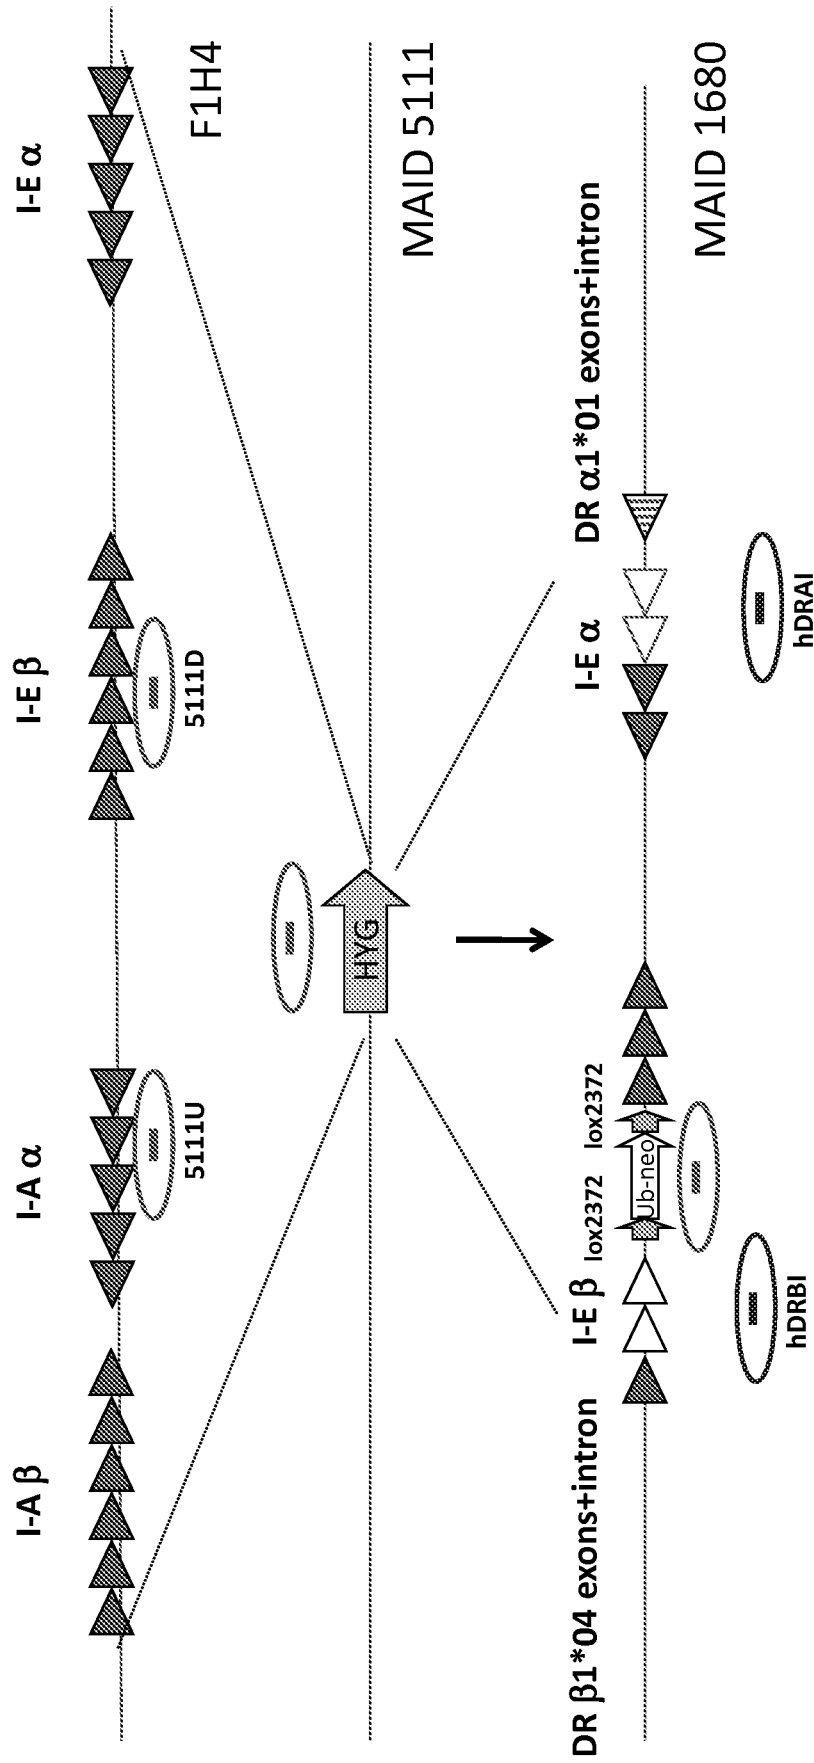 I-A β
I-A α
I-E β
I-E α
5111U
5111D
F1H4
HYG
MAID 5111
DR β1*04 exons+intron
I-E β
lox2372
lox2372
Ub-neo
I-E α
DR α1*01 exons+intron
hDRBI
hDRAI
MAID 1680